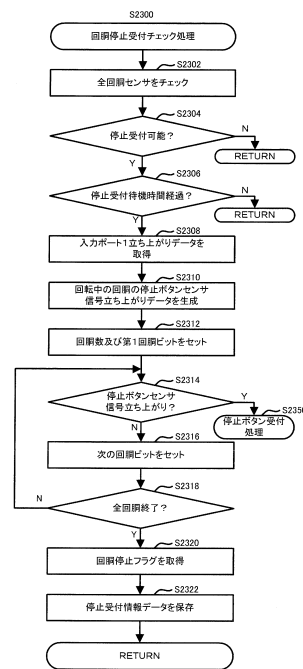 S2300
回胴停止受付チェック処理
S2302
全回胴センサをチェック
S2304
停止受付可能？
N
RETURN
Y
S2306
停止受付待機時間経過？
N
RETURN
Y
S2308
入力ポート1立ち上がりデータを
取得
S2310
回転中の回胴の停止ボタンセンサ
信号立ち上がりデータを生成
S2312
回胴数及び第1回胴ビットをセット
S2314
停止ボタンセンサ
信号立ち上がり？
Y
S2350
停止ボタン受付
処理
N
S2316
次の回胴ビットをセット
S2318
全回胴終了？
N
Y
S2320
回胴停止フラグを取得
S2322
停止受付情報データを保存
RETURN